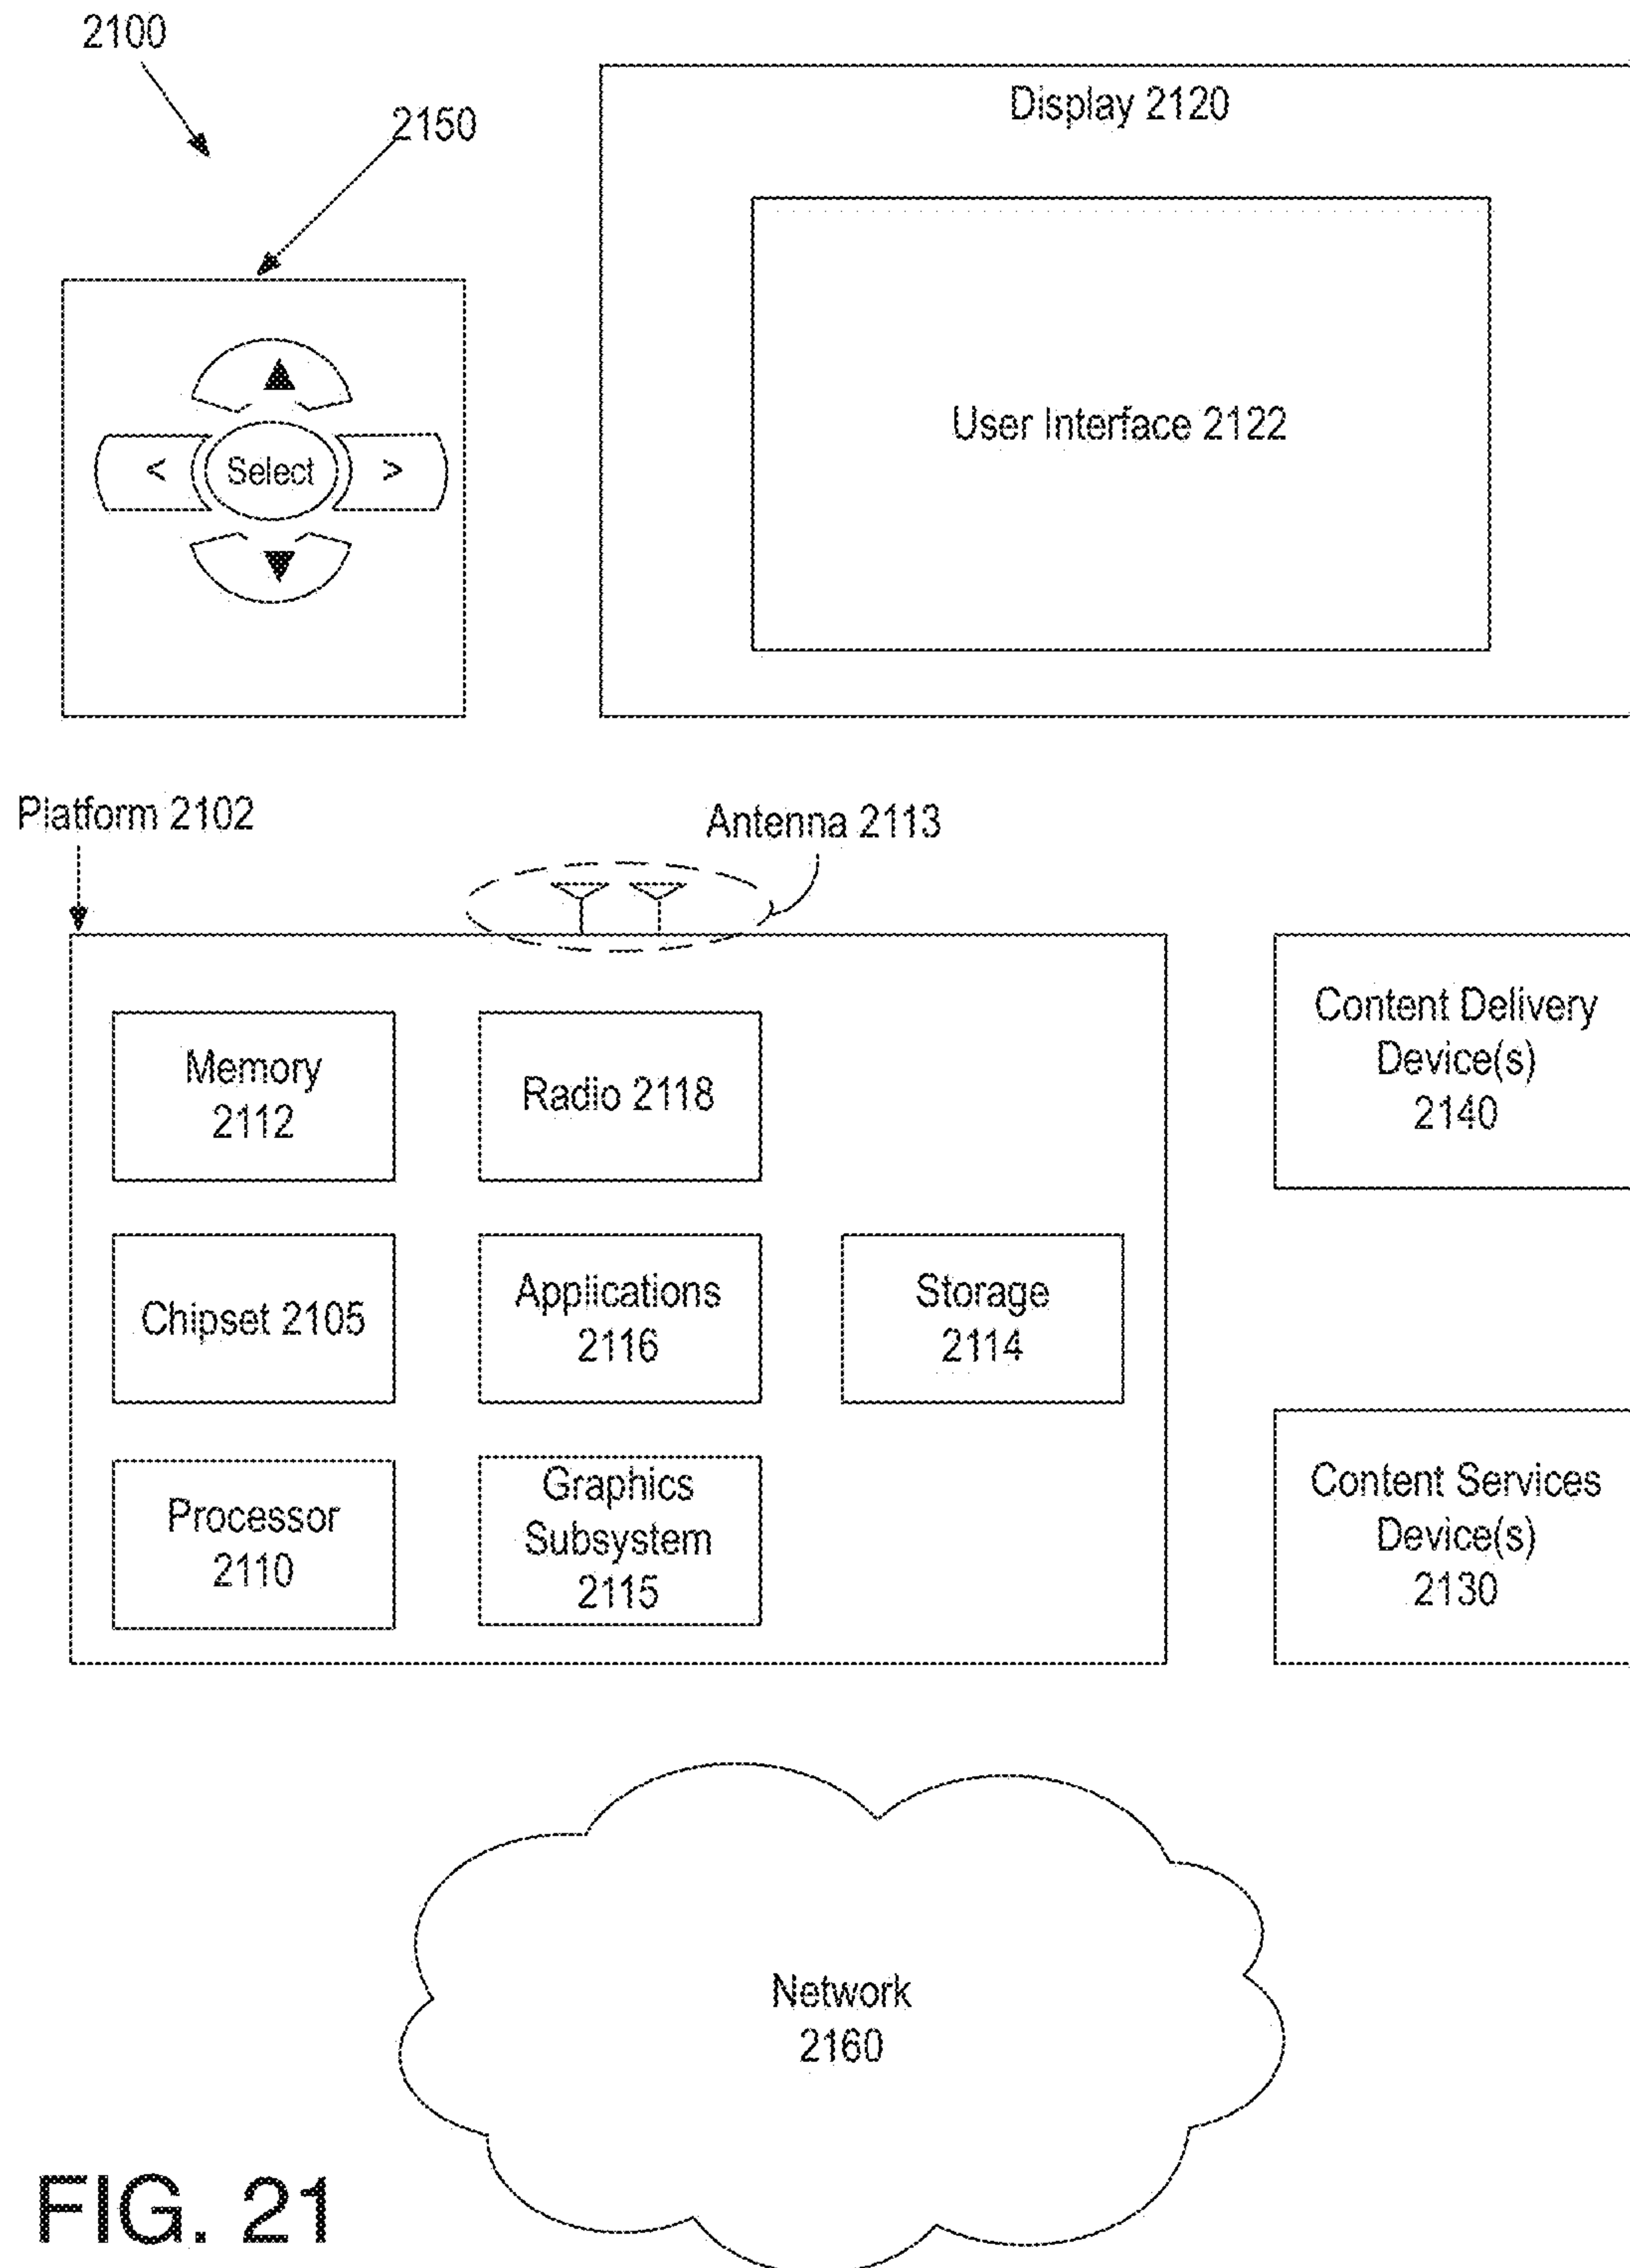 2100
2150
Display 2120
User Interface 2122
<
Select
>
Platform 2102
Antenna 2113
Memory
2112
Radio 2118
Content Delivery
Device(s)
2140
Chipset 2105
Applications
2116
Storage
2114
Processor
2110
Graphics
Subsystem
2115
Content Services
Device(s)
2130
Network
2160
FIG. 21